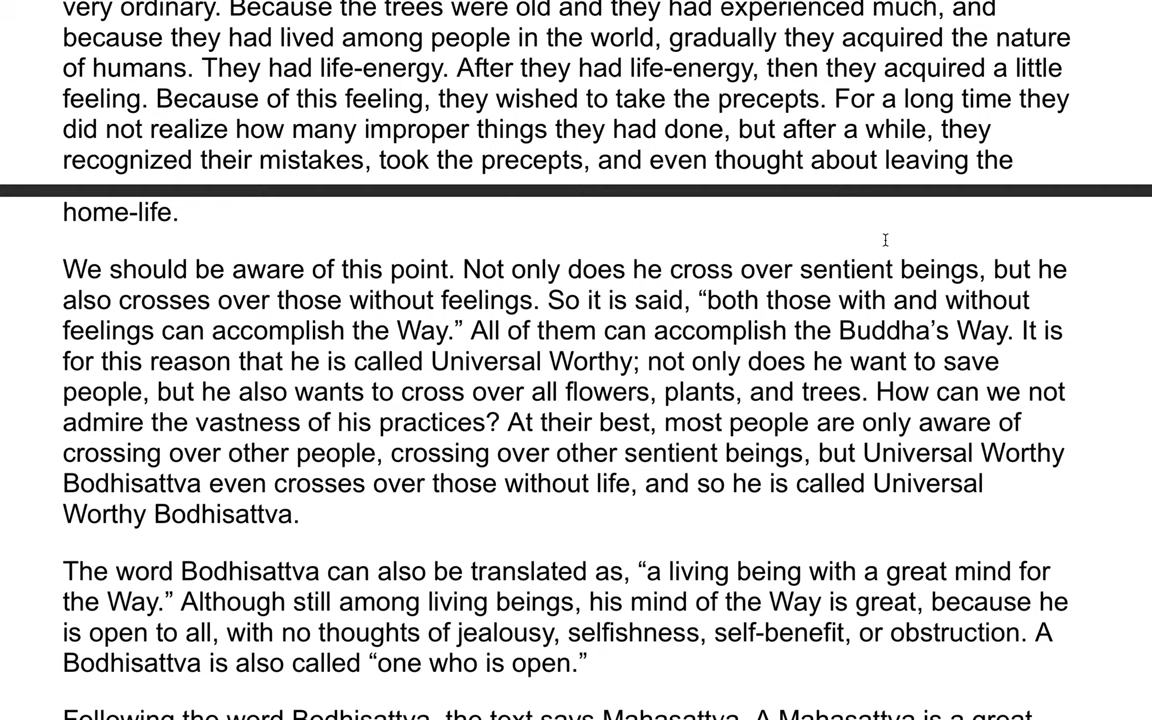 very ordinary. Because the trees were old and they had experienced much, and
because they had lived among people in the world, gradually they acquired the nature
of humans. They had life-energy. After they had life-energy, then they acquired a little
feeling. Because of this feeling, they wished to take the precepts. For a long time they
did not realize how many improper things they had done, but after a while, they
recognized their mistakes, took the precepts, and even thought about leaving the
home-life.
We should be aware of this point. Not only does he cross over sentient beings, but he
also crosses over those without feelings. So it is said, “both those with and without
feelings can accomplish the Way.” All of them can accomplish the Buddha’s Way. It is
for this reason that he is called Universal Worthy; not only does he want to save
people, but he also wants to cross over all flowers, plants, and trees. How can we not
admire the vastness of his practices? At their best, most people are only aware of
crossing over other people, crossing over other sentient beings, but Universal Worthy
Bodhisattva even crosses over those without life, and so he is called Universal
Worthy Bodhisattva.
The word Bodhisattva can also be translated as, “a living being with a great mind for
the Way.” Although still among living beings, his mind of the Way is great, because he
is open to all, with no thoughts of jealousy, selfishness, self-benefit, or obstruction. A
Bodhisattva is also called “one who is open.”
Following the word Bodhisattva, the text says Mahasattva. A Mahasattva is a great